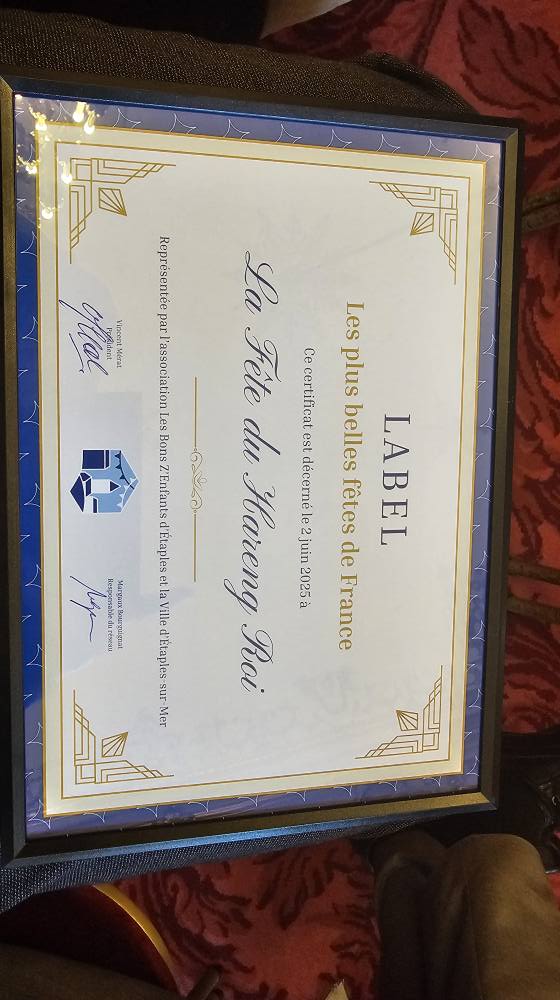 LABEL
Les plus belles fêtes de France
Ce certificat est décerné le 2 juin 2025 à
La Fête du Hareng Roi
Représentée par l'association Les Bons Z'Enfants d'Étaples et la Ville d'Étaples-sur-Mer
Vincent Mérat
Président
Margaux Bourguignat
Responsable du réseau